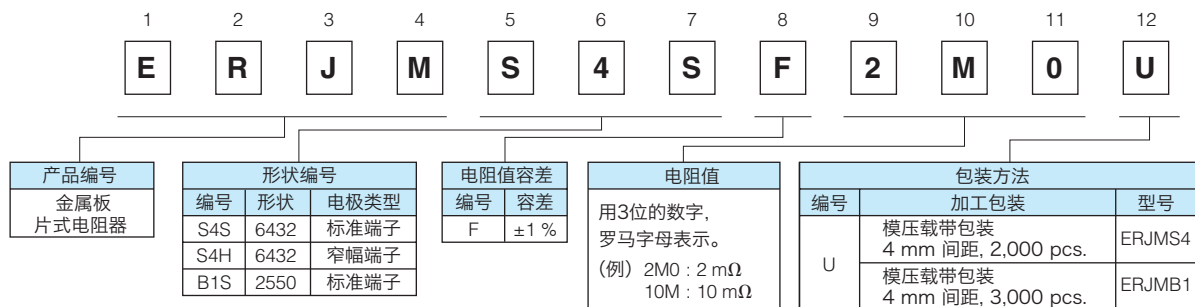 1 2 3 4 5 6 7 8 9 10 11 12
E R J M S 4 S F 2 M 0 U
产品编号
金属板
片式电阻器
形状编号
编号 形状 电极类型
S4S 6432 标准端子
S4H 6432 窄幅端子
B1S 2550 标准端子
电阻值容差
编号 容差
F ±1 %
电阻值
用3位的数字,
罗马字母表示。
(例) 2M0 : 2 mΩ
10M : 10 mΩ
包装方法
编号 加工包装 型号
U
模压载带包装
4 mm 间距, 2,000 pcs.
ERJMS4
模压载带包装
4 mm 间距, 3,000 pcs.
ERJMB1